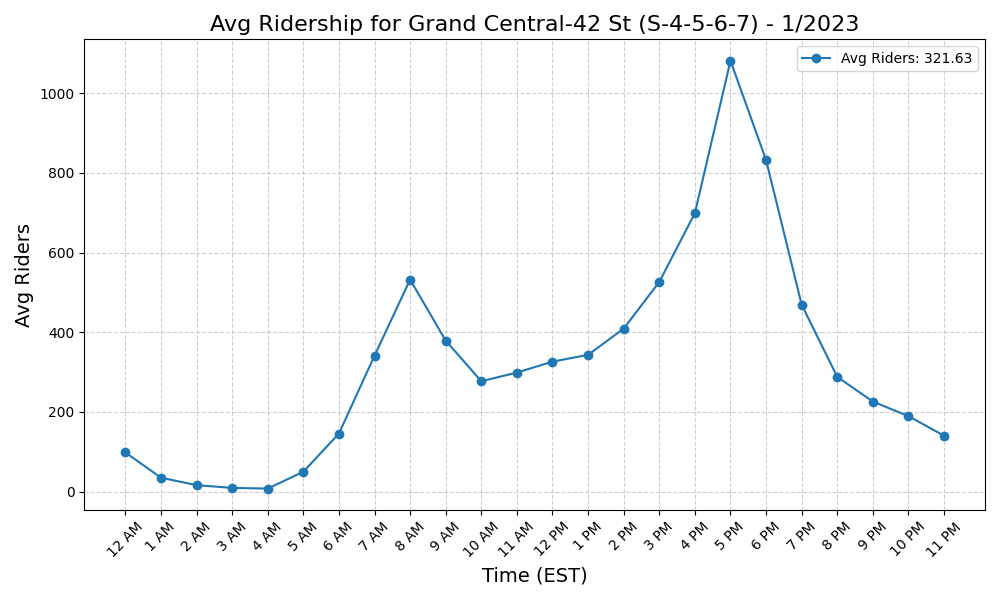 Avg Ridership for Grand Central-42 St (S-4-5-6-7) - 1/2023
Avg Riders: 321.63
Avg Riders
1000
800
600
400
200
0
12 AM
1 AM
2 AM
3 AM
4 AM
5 AM
6 AM
7 AM
8 AM
9 AM
10 AM
11 AM
12 PM
1 PM
2 PM
3 PM
4 PM
5 PM
6 PM
7 PM
8 PM
9 PM
10 PM
11 PM
Time (EST)